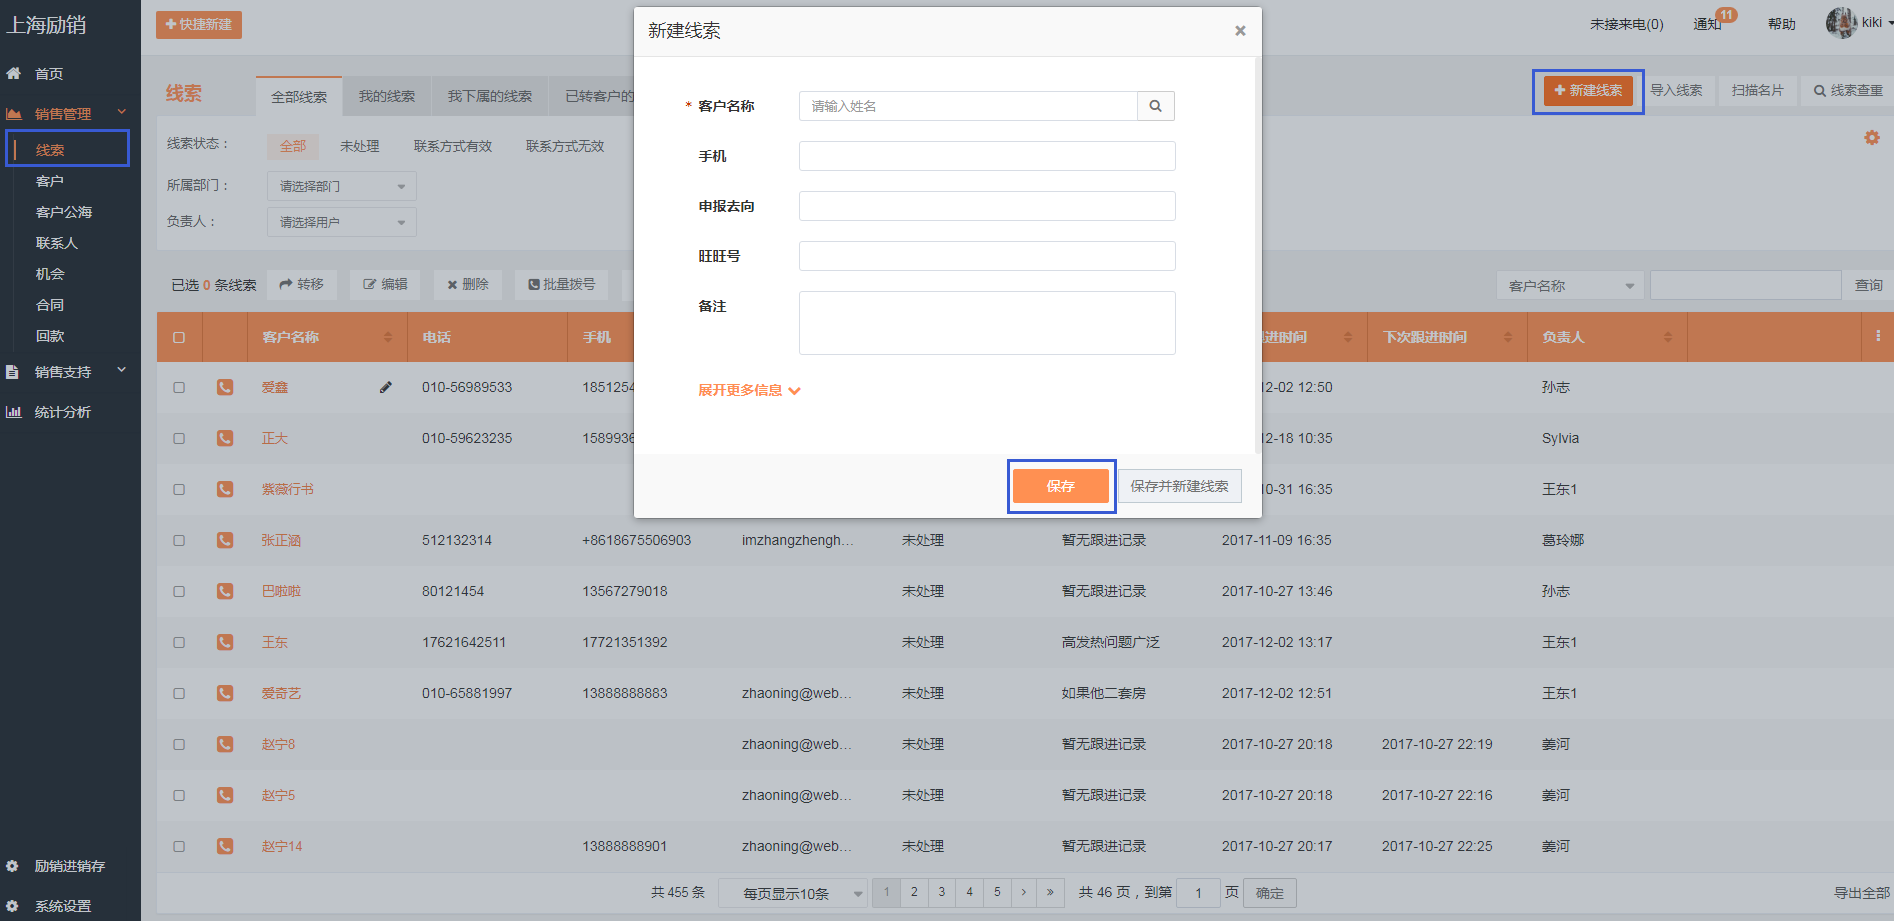 上海励销
快捷新建
未接来电(0)
通知
11
帮助
kiki
首页
销售管理
线索
客户
客户公海
联系人
机会
合同
回款
销售支持
统计分析
励销进销存
系统设置
线索
全部线索
我的线索
我下属的线索
已转客户的
新建线索
导入线索
扫描名片
线索查重
线索状态：
全部
未处理
联系方式有效
联系方式无效
所属部门：
请选择部门
负责人：
请选择用户
已选 0 条线索
转移
编辑
删除
批量拨号
客户名称
查询
新建线索
×
* 客户名称
请输入姓名
手机
申报去向
旺旺号
备注
展开更多信息
保存
保存并新建线索
客户名称 电话 手机 进时间 下次跟进时间 负责人
爱鑫 010-56989533 1851254 12-02 12:50 孙志
正大 010-59623235 1589936 12-18 10:35 Sylvia
紫薇行书 10-31 16:35 王东1
张正涵 512132314 +8618675506903 imzhangzhengh... 未处理 暂无跟进记录 2017-11-09 16:35 葛玲娜
巴啦啦 80121454 13567279018 未处理 暂无跟进记录 2017-10-27 13:46 孙志
王东 17621642511 17721351392 未处理 高发热问题广泛 2017-12-02 13:17 王东1
爱奇艺 010-65881997 13888888883 zhaoning@web... 未处理 如果他二套房 2017-12-02 12:51 王东1
赵宁8 zhaoning@web... 未处理 暂无跟进记录 2017-10-27 20:18 2017-10-27 22:19 姜河
赵宁5 zhaoning@web... 未处理 暂无跟进记录 2017-10-27 20:18 2017-10-27 22:16 姜河
赵宁14 13888888901 zhaoning@web... 未处理 暂无跟进记录 2017-10-27 20:17 2017-10-27 22:25 姜河
共 455 条 每页显示10条 1 2 3 4 5 › » 共 46 页，到第 1 页 确定
导出全部